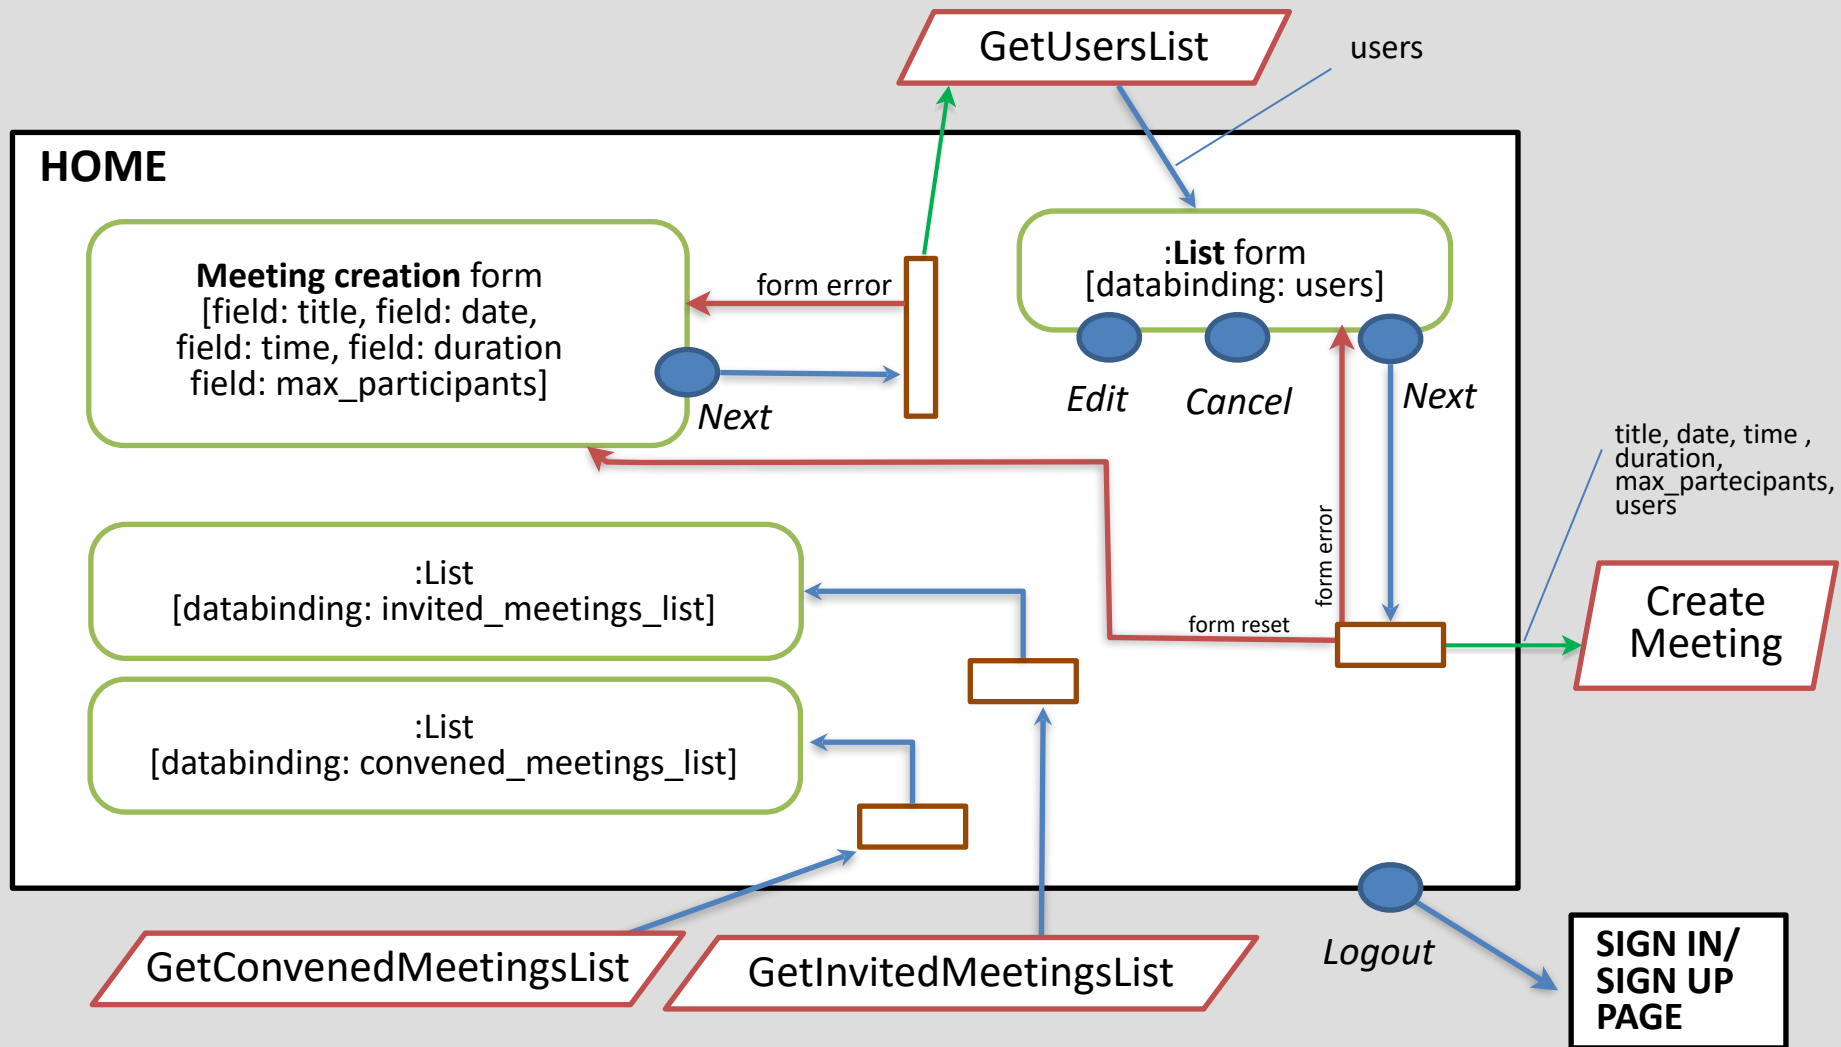 GetUsersList
users
HOME
Meeting creation form
[field: title, field: date,
field: time, field: duration
field: max_participants]
Next
form error
:List form
[databinding: users]
Edit
Cancel
Next
title, date, time ,
duration,
max_partecipants,
users
form error
form reset
Create
Meeting
:List
[databinding: invited_meetings_list]
:List
[databinding: convened_meetings_list]
GetConvenedMeetingsList
GetInvitedMeetingsList
Logout
SIGN IN/
SIGN UP
PAGE